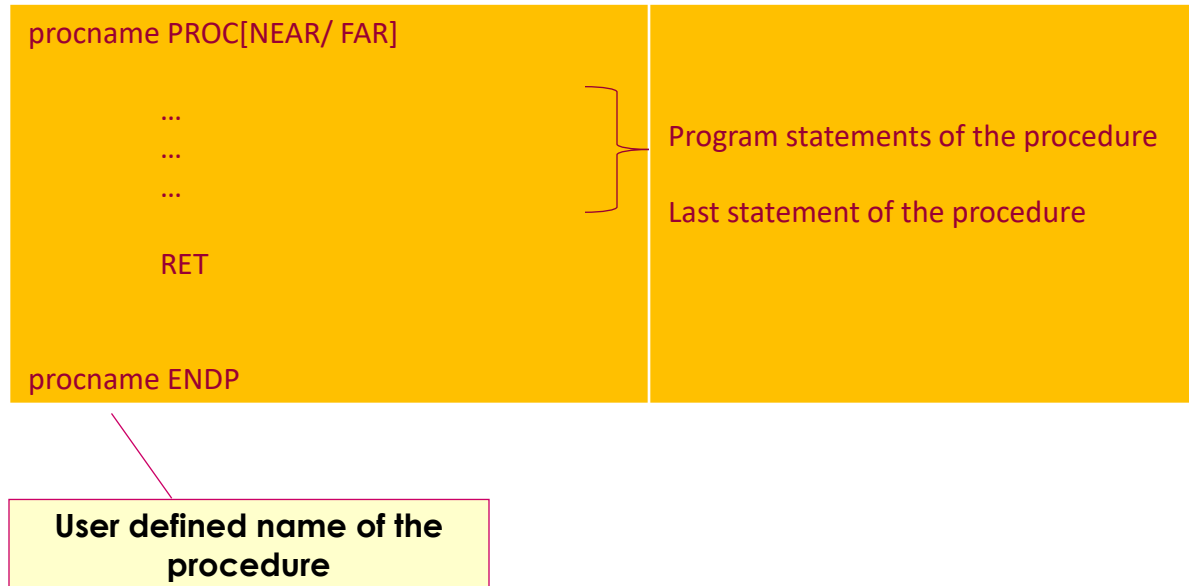 procname PROC[NEAR/ FAR]
...
...
...
RET
procname ENDP
Program statements of the procedure
Last statement of the procedure
User defined name of the
procedure